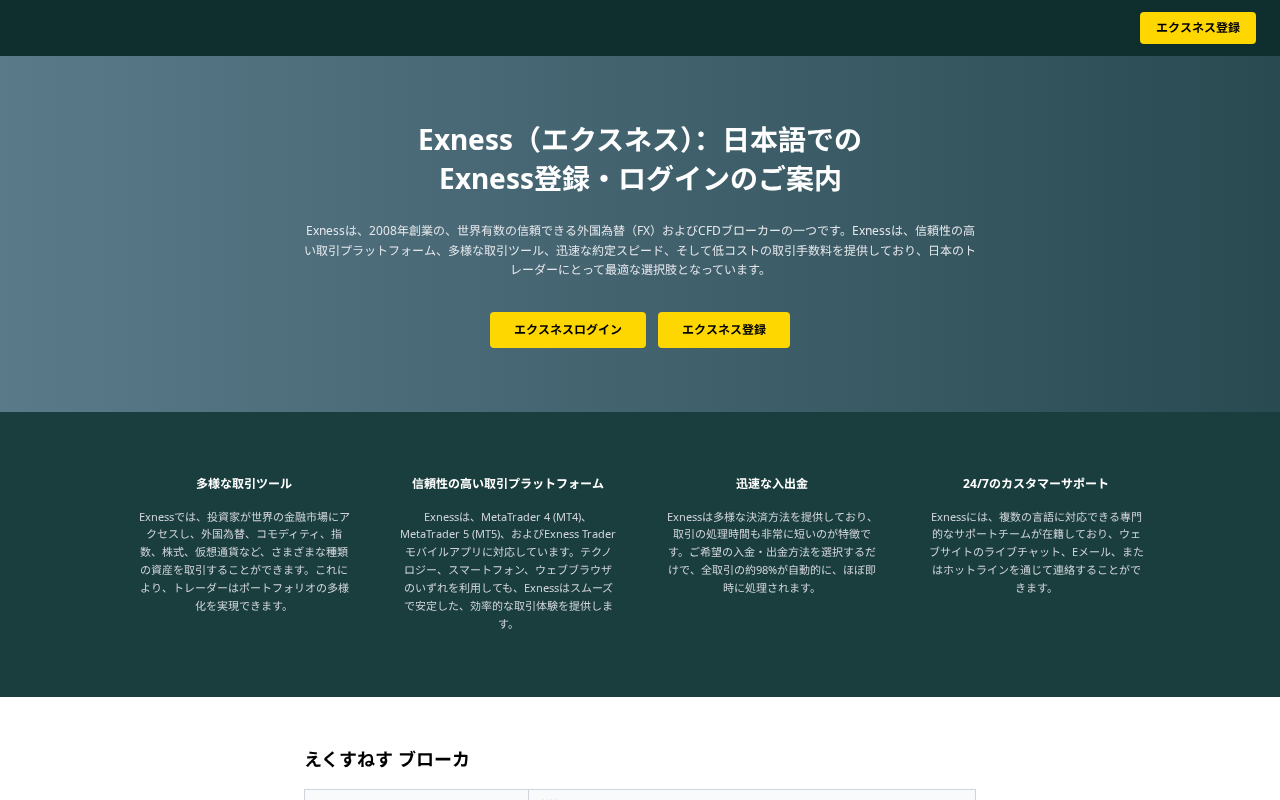 エクスネス登録
Exness（エクスネス）：日本語での
Exness登録・ログインのご案内
Exnessは、2008年創業の、世界有数の信頼できる外国為替（FX）およびCFDブローカーの一つです。Exnessは、信頼性の高
い取引プラットフォーム、多様な取引ツール、迅速な約定スピード、そして低コストの取引手数料を提供しており、日本のト
レーダーにとって最適な選択肢となっています。
エクスネスログイン
エクスネス登録
多様な取引ツール
Exnessでは、投資家が世界の金融市場にア
クセスし、外国為替、コモディティ、指
数、株式、仮想通貨など、さまざまな種類
の資産を取引することができます。これに
より、トレーダーはポートフォリオの多様
化を実現できます。
信頼性の高い取引プラットフォーム
Exnessは、MetaTrader 4 (MT4)、
MetaTrader 5 (MT5)、およびExness Trader
モバイルアプリに対応しています。テクノ
ロジー、スマートフォン、ウェブブラウザ
のいずれを利用しても、Exnessはスムーズ
で安定した、効率的な取引体験を提供しま
す。
迅速な入出金
Exnessは多様な決済方法を提供しており、
取引の処理時間も非常に短いのが特徴で
す。ご希望の入金・出金方法を選択するだ
けで、全取引の約98%が自動的に、ほぼ即
時に処理されます。
24/7のカスタマーサポート
Exnessには、複数の言語に対応できる専門
的なサポートチームが在籍しており、ウェ
ブサイトのライブチャット、Eメール、また
はホットラインを通じて連絡することがで
きます。
えくすねす ブローカ